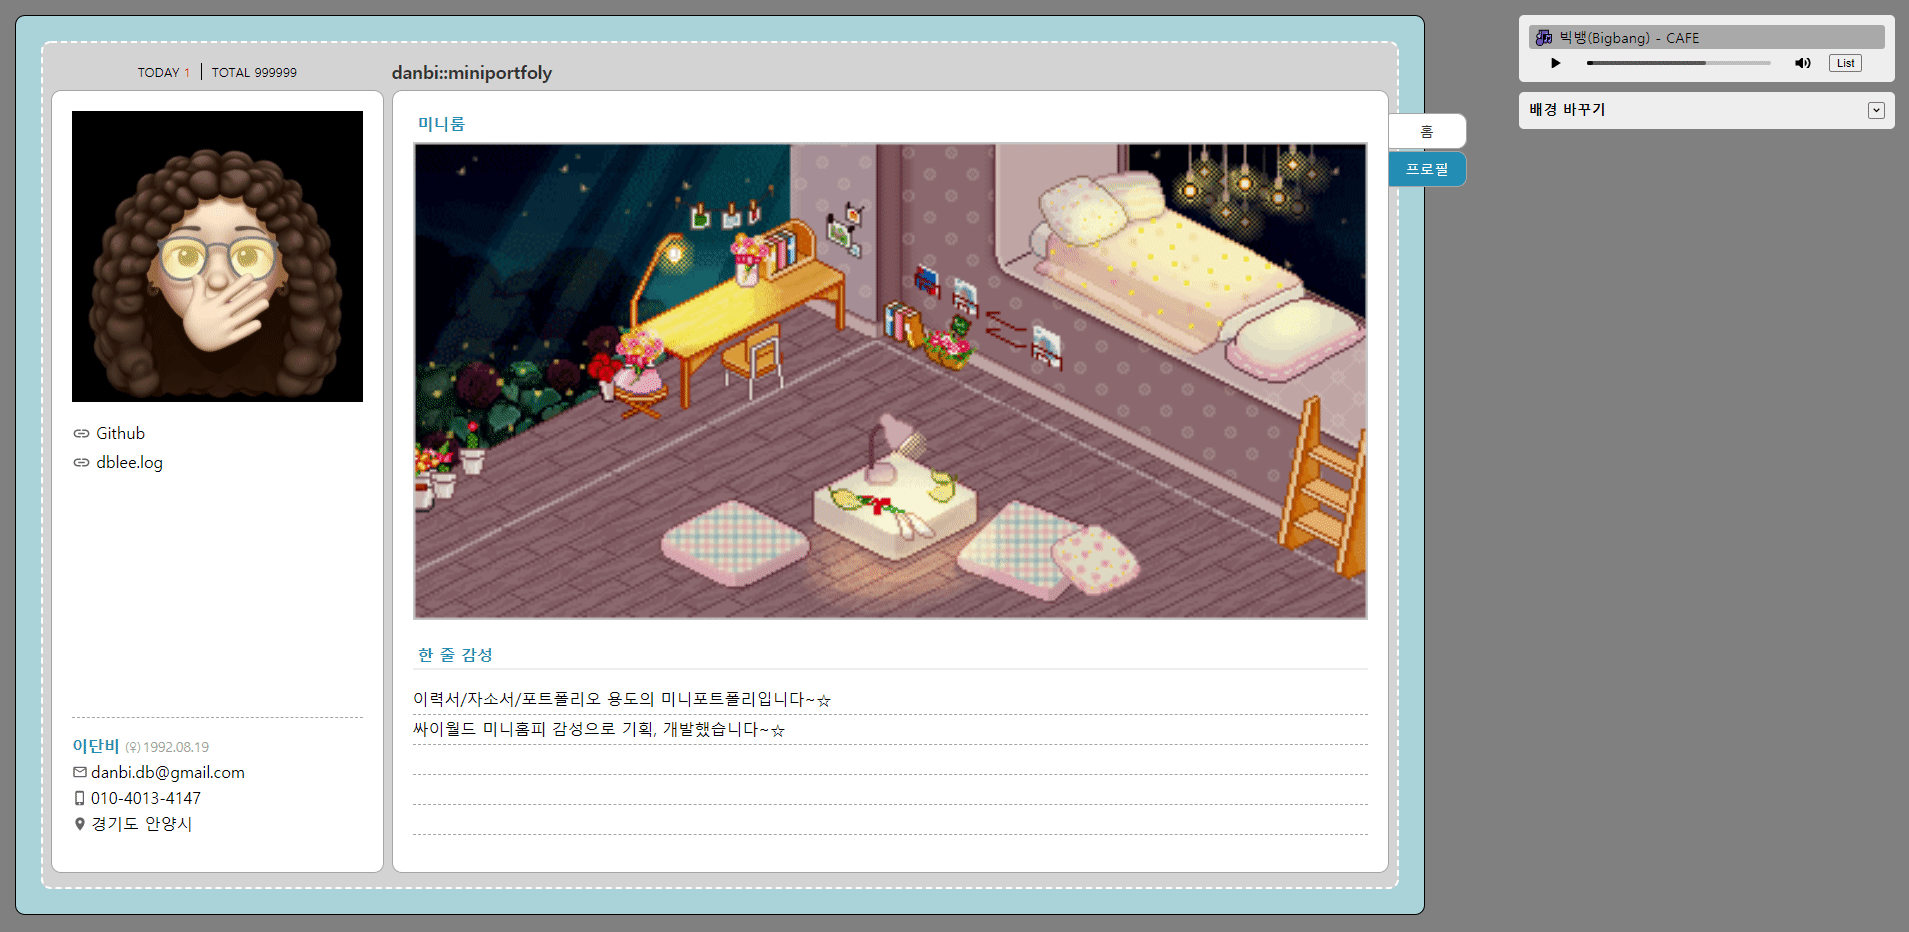 TODAY 1 | TOTAL 999999
danbi::miniportfoly
Github
dblee.log
이단비 (♀) 1992.08.19
danbi.db@gmail.com
010-4013-4147
경기도 안양시
미니룸
한 줄 감성
이력서/자소서/포트폴리오 용도의 미니포트폴리입니다~☆
싸이월드 미니홈피 감성으로 기획, 개발했습니다~☆
홈
프로필
빅뱅(Bigbang) - CAFE
List
배경 바꾸기